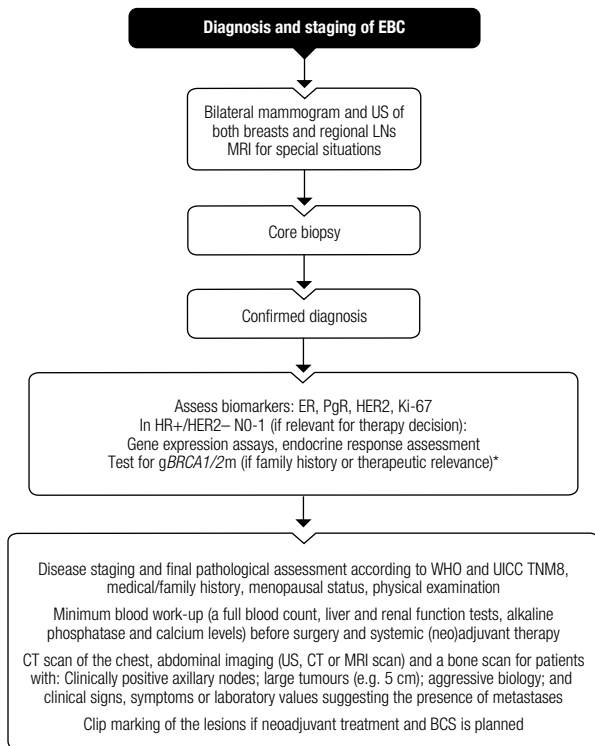 Diagnosis and staging of EBC
Bilateral mammogram and US of
both breasts and regional LNs
MRI for special situations
Core biopsy
Confirmed diagnosis
Assess biomarkers: ER, PgR, HER2, Ki-67
In HR+/HER2– N0-1 (if relevant for therapy decision):
Gene expression assays, endocrine response assessment
Test for gBRCA1/2m (if family history or therapeutic relevance)*
Disease staging and final pathological assessment according to WHO and UICC TNM8,
medical/family history, menopausal status, physical examination
Minimum blood work-up (a full blood count, liver and renal function tests, alkaline
phosphatase and calcium levels) before surgery and systemic (neo)adjuvant therapy
CT scan of the chest, abdominal imaging (US, CT or MRI scan) and a bone scan for patients
with: Clinically positive axillary nodes; large tumours (e.g. 5 cm); aggressive biology; and
clinical signs, symptoms or laboratory values suggesting the presence of metastases
Clip marking of the lesions if neoadjuvant treatment and BCS is planned